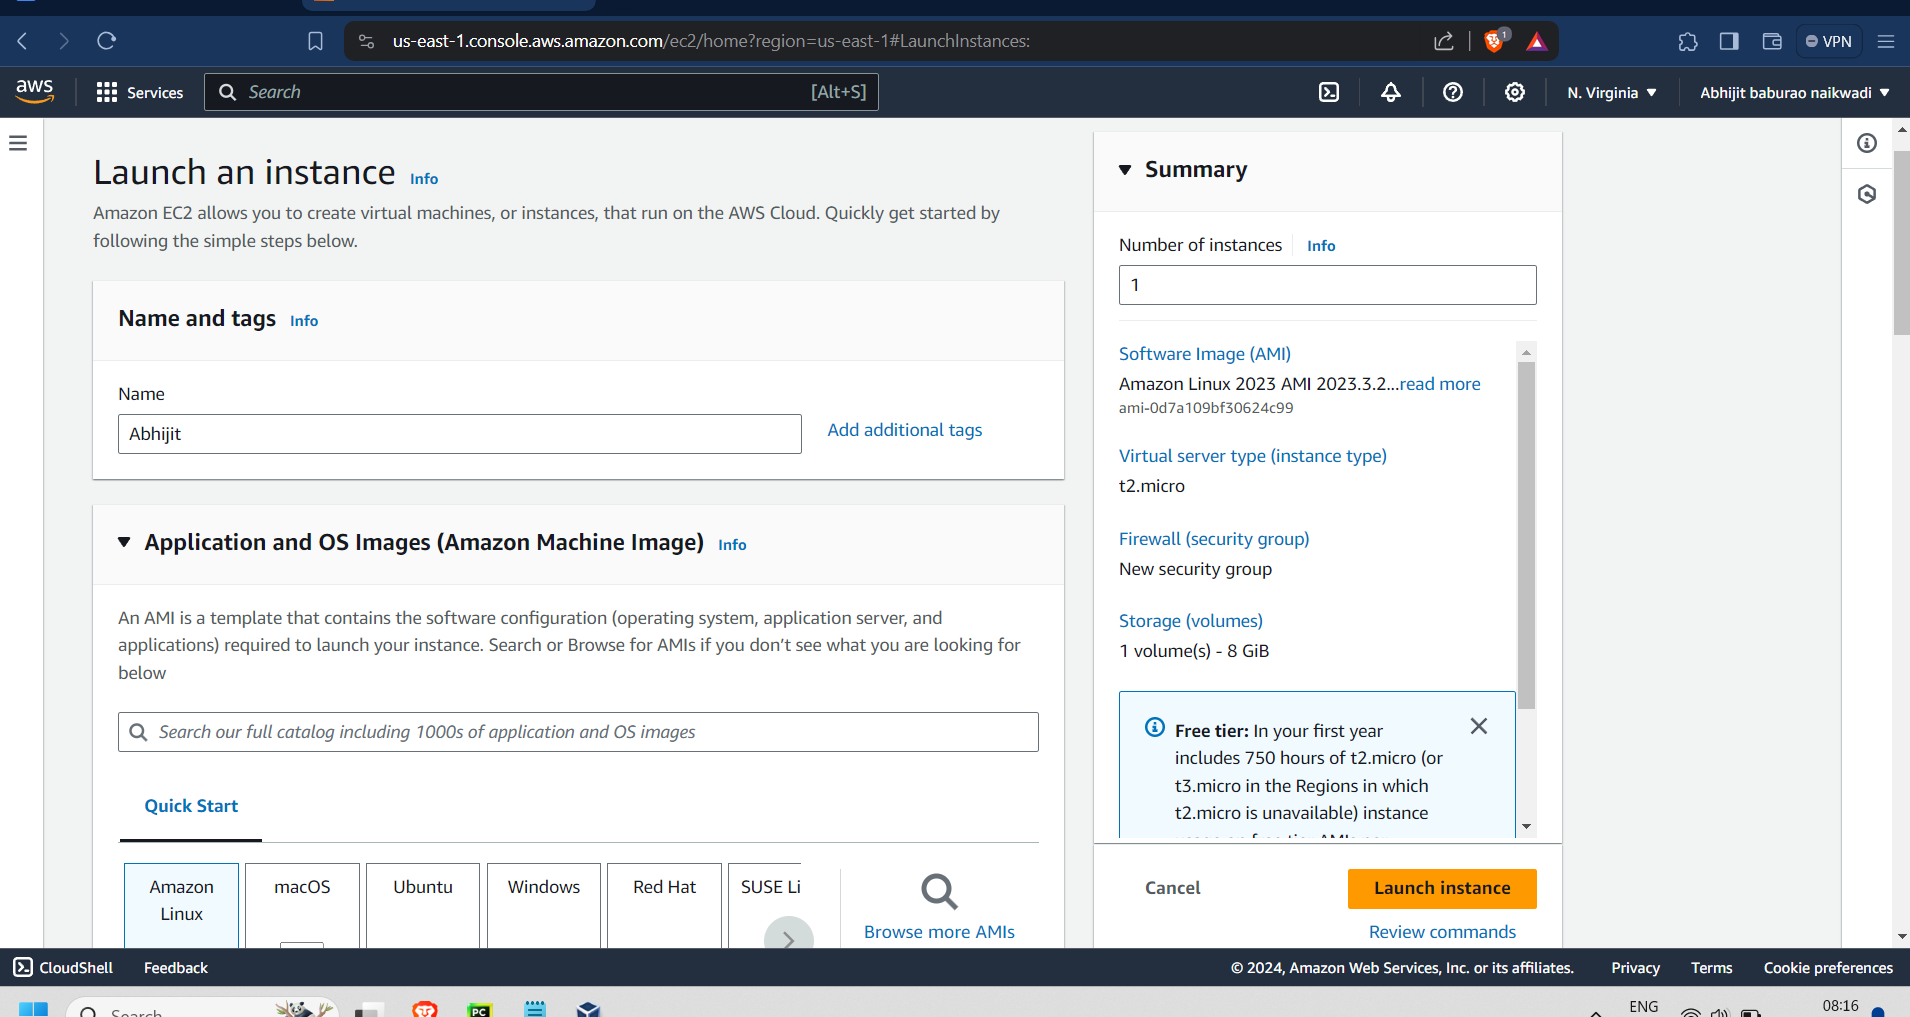 us-east-1.console.aws.amazon.com/ec2/home?region=us-east-1#LaunchInstances:
1
VPN
aws
Services
Search
[Alt+S]
N. Virginia
Abhijit baburao naikwadi
Launch an instance Info
Amazon EC2 allows you to create virtual machines, or instances, that run on the AWS Cloud. Quickly get started by
following the simple steps below.
Name and tags Info
Name
Abhijit
Add additional tags
Application and OS Images (Amazon Machine Image) Info
An AMI is a template that contains the software configuration (operating system, application server, and
applications) required to launch your instance. Search or Browse for AMIs if you don’t see what you are looking for
below
Search our full catalog including 1000s of application and OS images
Quick Start
Amazon
Linux
macOS
Ubuntu
Windows
Red Hat
SUSE Li
Browse more AMIs
Summary
Number of instances Info
1
Software Image (AMI)
Amazon Linux 2023 AMI 2023.3.2...read more
ami-0d7a109bf30624c99
Virtual server type (instance type)
t2.micro
Firewall (security group)
New security group
Storage (volumes)
1 volume(s) - 8 GiB
Free tier: In your first year
includes 750 hours of t2.micro (or
t3.micro in the Regions in which
t2.micro is unavailable) instance
Cancel
Launch instance
Review commands
CloudShell
Feedback
© 2024, Amazon Web Services, Inc. or its affiliates.
Privacy
Terms
Cookie preferences
Search
PC
ENG
08:16